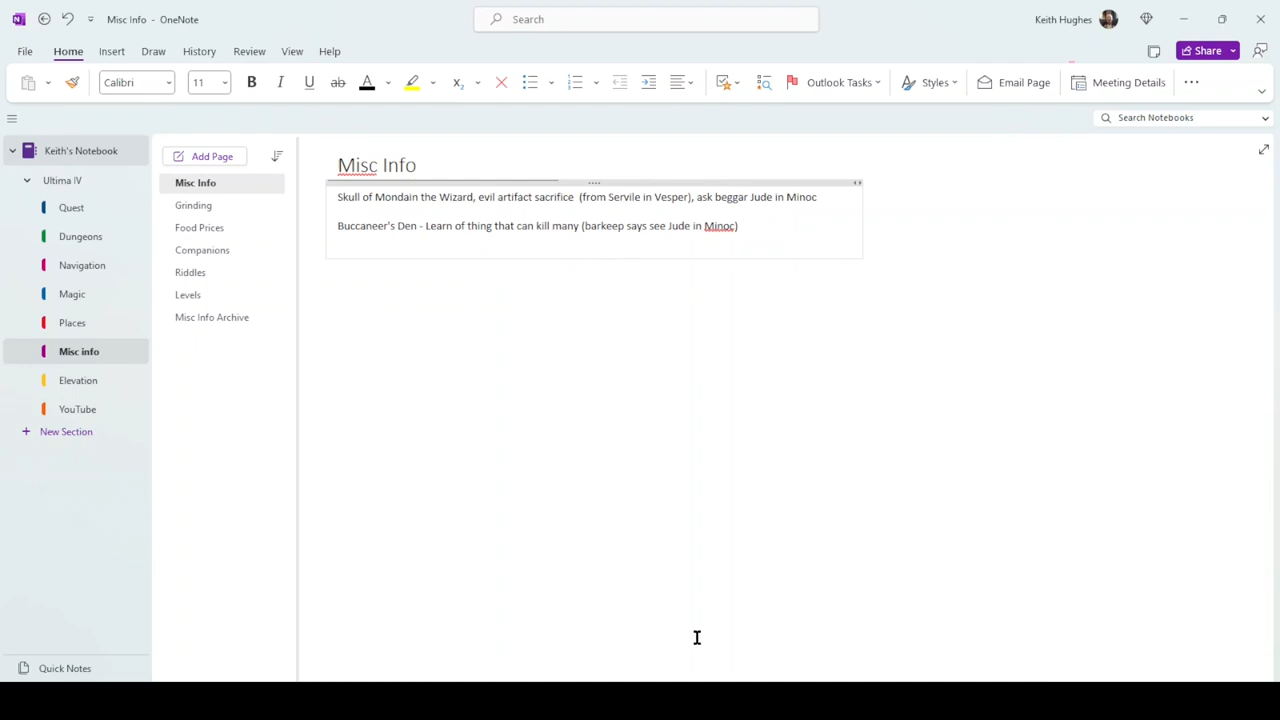 Misc Info - OneNote
Search
Keith Hughes
File
Home
Insert
Draw
History
Review
View
Help
Share
Calibri
11
B
I
U
ab
A
x₂
Outlook Tasks
Styles
Email Page
Meeting Details
Search Notebooks
Keith's Notebook
Ultima IV
Quest
Dungeons
Navigation
Magic
Places
Misc info
Elevation
YouTube
New Section
Quick Notes
Add Page
Misc Info
Grinding
Food Prices
Companions
Riddles
Levels
Misc Info Archive
Misc Info
Skull of Mondain the Wizard, evil artifact sacrifice (from Servile in Vesper), ask beggar Jude in Minoc
Buccaneer's Den - Learn of thing that can kill many (barkeep says see Jude in Minoc)